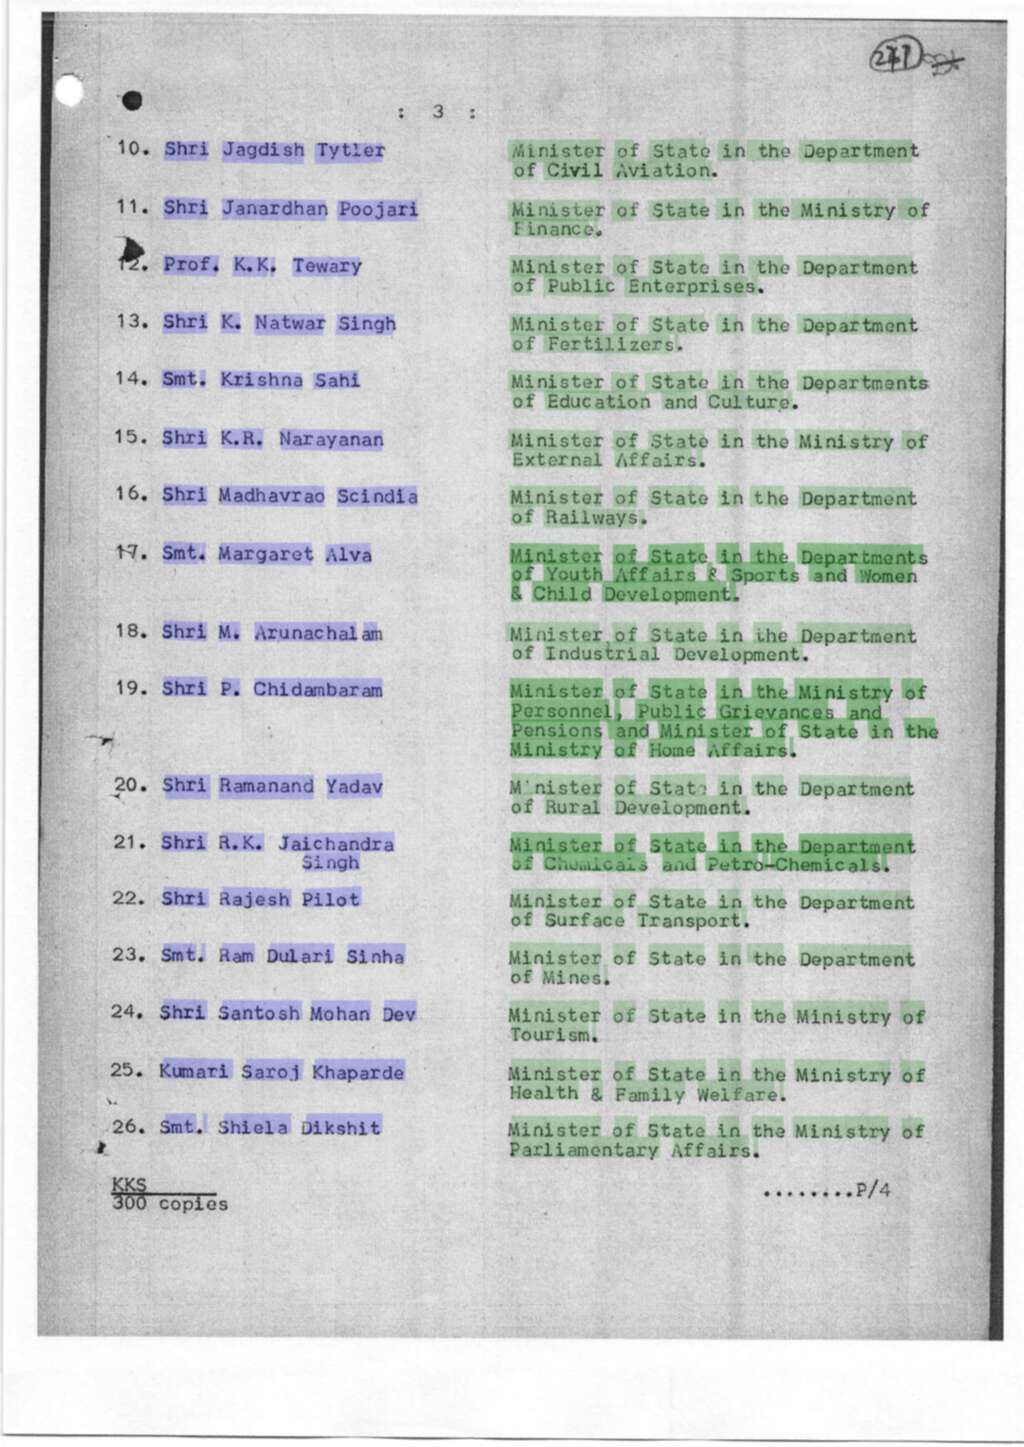 : 3 :
10. Shri Jagdish Tytler Minister of State in the Department
of Civil Aviation.
11. Shri Janardhan Poojari Minister of State in the Ministry of
Finance.
12. Prof. K.K. Tewary Minister of State in the Department
of Public Enterprises.
13. Shri K. Natwar Singh Minister of State in the Department
of Fertilizers.
14. Smt. Krishna Sahi Minister of State in the Departments
of Education and Culture.
15. Shri K.R. Narayanan Minister of State in the Ministry of
External Affairs.
16. Shri Madhavrao Scindia Minister of State in the Department
of Railways.
17. Smt. Margaret Alva Minister of State in the Departments
of Youth Affairs & Sports and Women
& Child Development.
18. Shri M. Arunachalam Minister of State in the Department
of Industrial Development.
19. Shri P. Chidambaram Minister of State in the Ministry of
Personnel, Public Grievances and
Pensions and Minister of State in the
Ministry of Home Affairs.
20. Shri Ramanand Yadav Minister of State in the Department
of Rural Development.
21. Shri R.K. Jaichandra Minister of State in the Department
Singh of Chemicals and Petro-Chemicals.
22. Shri Rajesh Pilot Minister of State in the Department
of Surface Transport.
23. Smt. Ram Dulari Sinha Minister of State in the Department
of Mines.
24. Shri Santosh Mohan Dev Minister of State in the Ministry of
Tourism.
25. Kumari Saroj Khaparde Minister of State in the Ministry of
Health & Family Welfare.
26. Smt. Shiela Dikshit Minister of State in the Ministry of
Parliamentary Affairs.
KKS
300 copies ........P/4